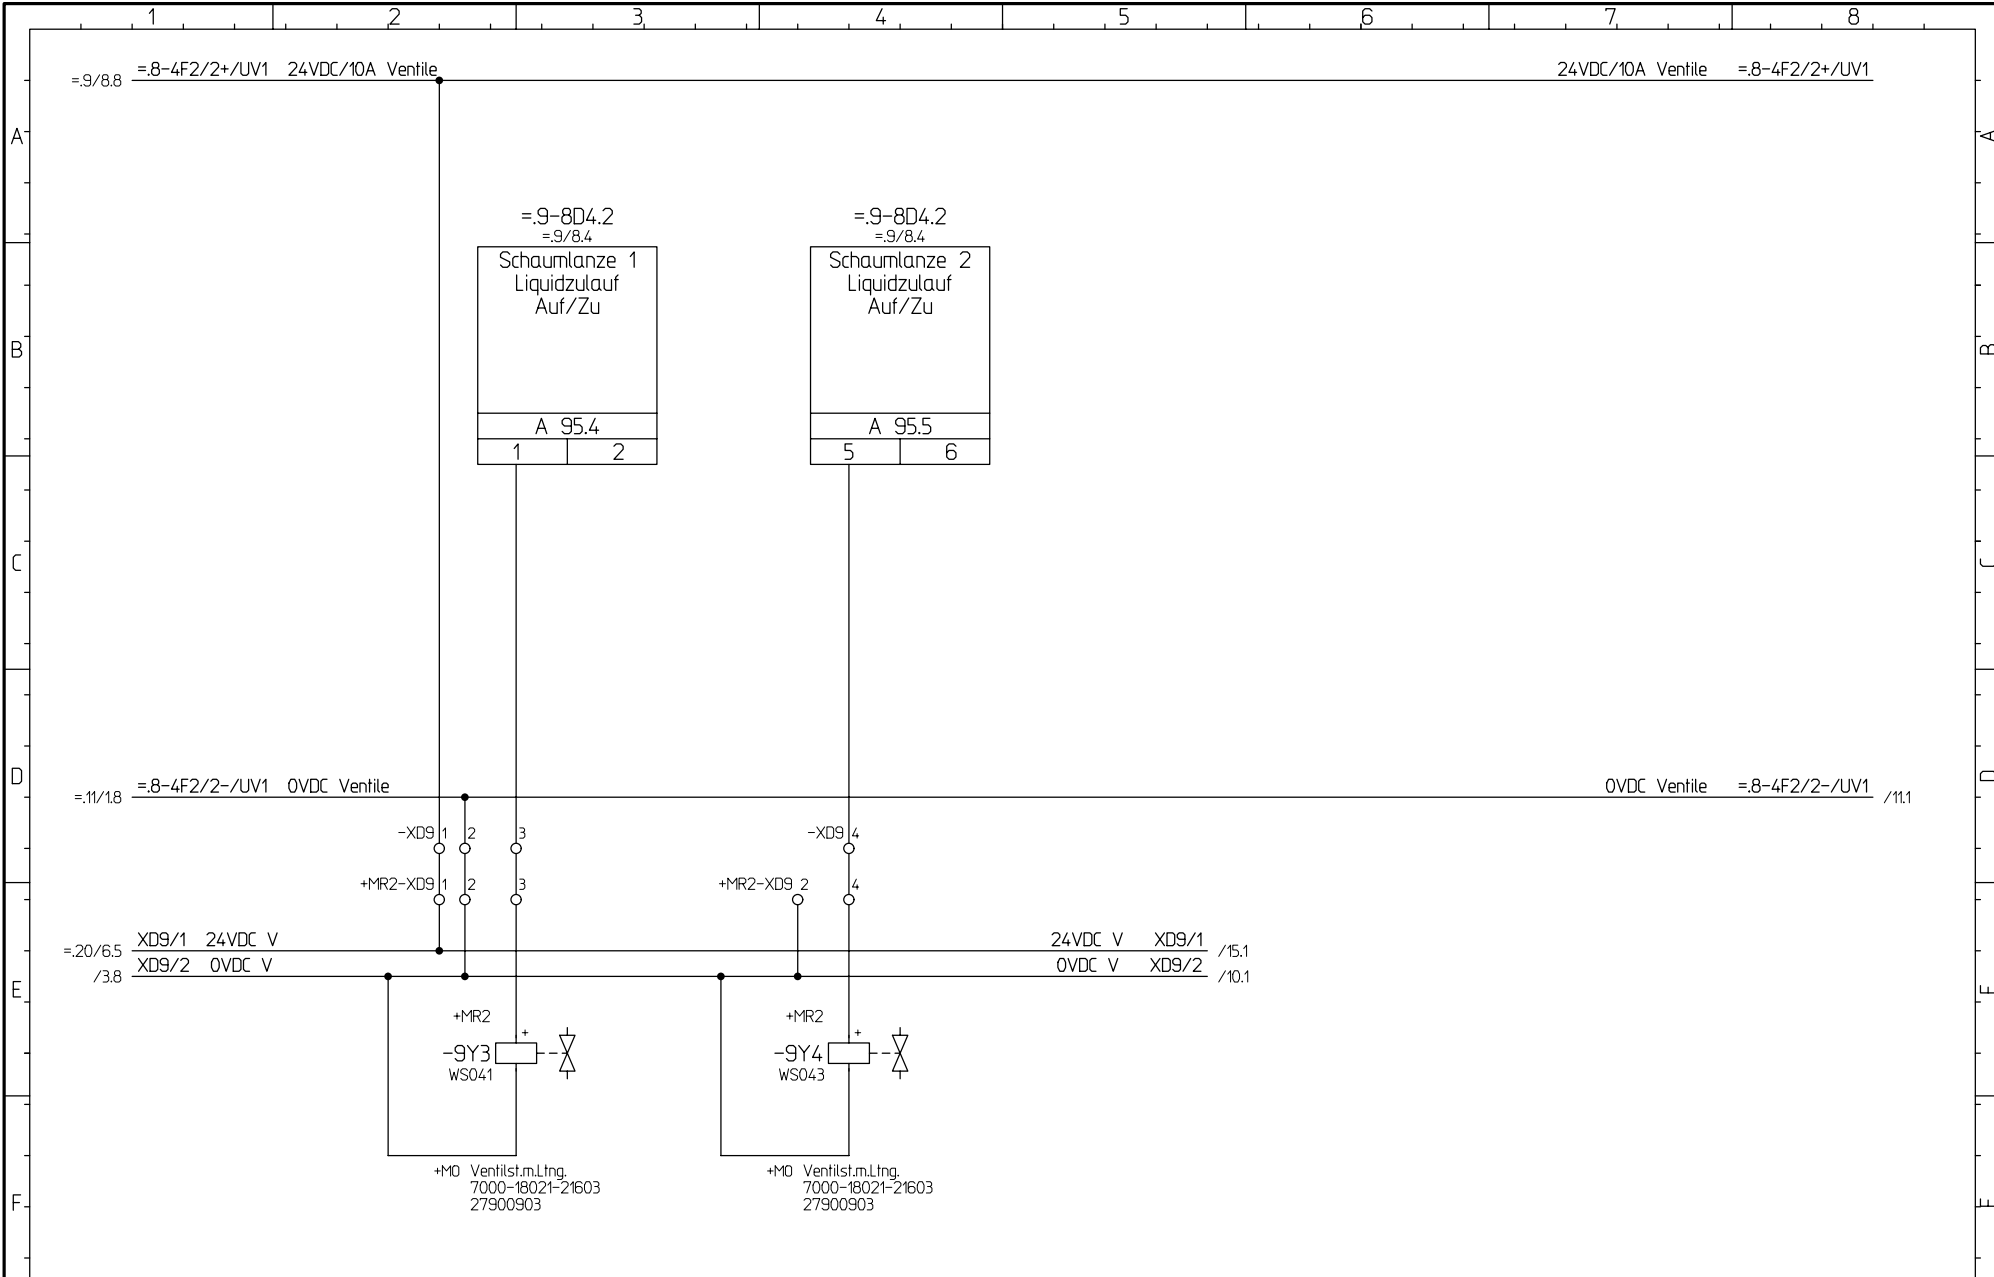 1 2 3 4 5 6 7 8
=.9/8.8 =.8-4F2/2+/UV1 24VDC/10A Ventile 24VDC/10A Ventile =.8-4F2/2+/UV1
A A
=.9-8D4.2 =.9-8D4.2
=.9/8.4 =.9/8.4
Schaumlanze 1 Schaumlanze 2
Liquidzulauf Liquidzulauf
Auf/Zu Auf/Zu
B B
A 95.4 A 95.5
1 2 5 6
C C
D D
=.11/1.8 =.8-4F2/2-/UV1 0VDC Ventile 0VDC Ventile =.8-4F2/2-/UV1 /11.1
-XD9 1 2 3 -XD9 4
+MR2-XD9 1 2 3 +MR2-XD9 2 4
=.20/6.5 XD9/1 24VDC V 24VDC V XD9/1 /15.1
/3.8 XD9/2 0VDC V 0VDC V XD9/2 /10.1
E E
+MR2 +MR2
+ +
-9Y3 -9Y4
WS041 WS043
+M0 Ventilst.m.Ltng. +M0 Ventilst.m.Ltng.
7000-18021-21603 7000-18021-21603
27900903 27900903
F F